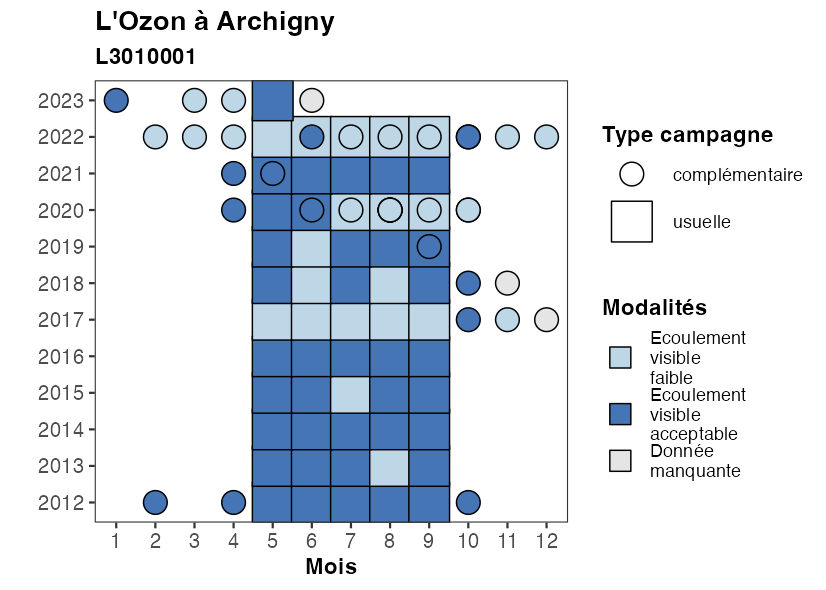 L'Ozon à Archigny
L3010001
2023
2022
2021
2020
2019
2018
2017
2016
2015
2014
2013
2012
1 2 3 4 5 6 7 8 9 10 11 12
Mois
Type campagne
complémentaire
usuelle
Modalités
Ecoulement
visible
faible
Ecoulement
visible
acceptable
Donnée
manquante